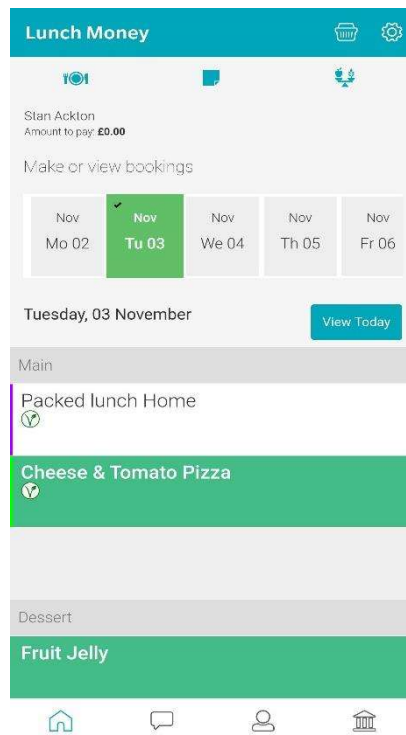 Lunch Money
Stan Ackton
Amount to pay: £0.00
Make or view bookings
Nov Nov Nov Nov Nov
Mo 02 Tu 03 We 04 Th 05 Fr 06
Tuesday, 03 November
View Today
Main
Packed lunch Home
V
Cheese & Tomato Pizza
V
Dessert
Fruit Jelly